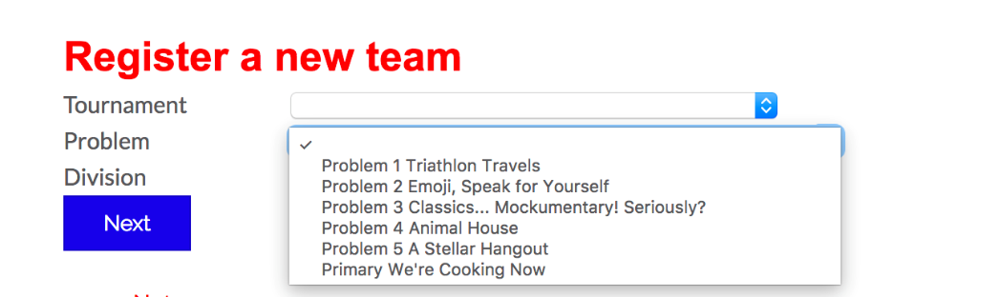 Register a new team
Tournament
Problem
Division
Next
✓
Problem 1 Triathlon Travels
Problem 2 Emoji, Speak for Yourself
Problem 3 Classics... Mockumentary! Seriously?
Problem 4 Animal House
Problem 5 A Stellar Hangout
Primary We're Cooking Now